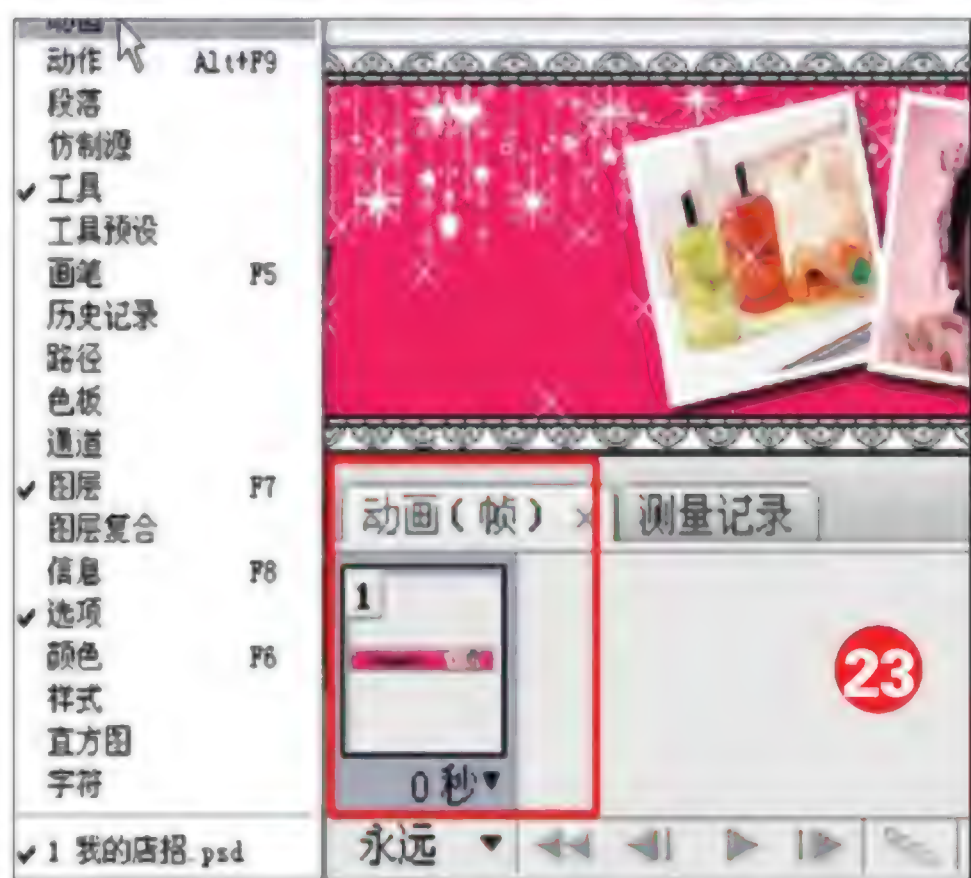 动画
动作 Alt+F9
段落
仿制源
✓ 工具
工具预设
画笔 F5
历史记录
路径
色板
通道
✓ 图层 F7
图层复合
信息 F8
✓ 选项
颜色 F6
样式
直方图
字符
✓ 1 我的店招.psd
动画(帧) × 测量记录
1
0 秒▼
23
永远 ▼